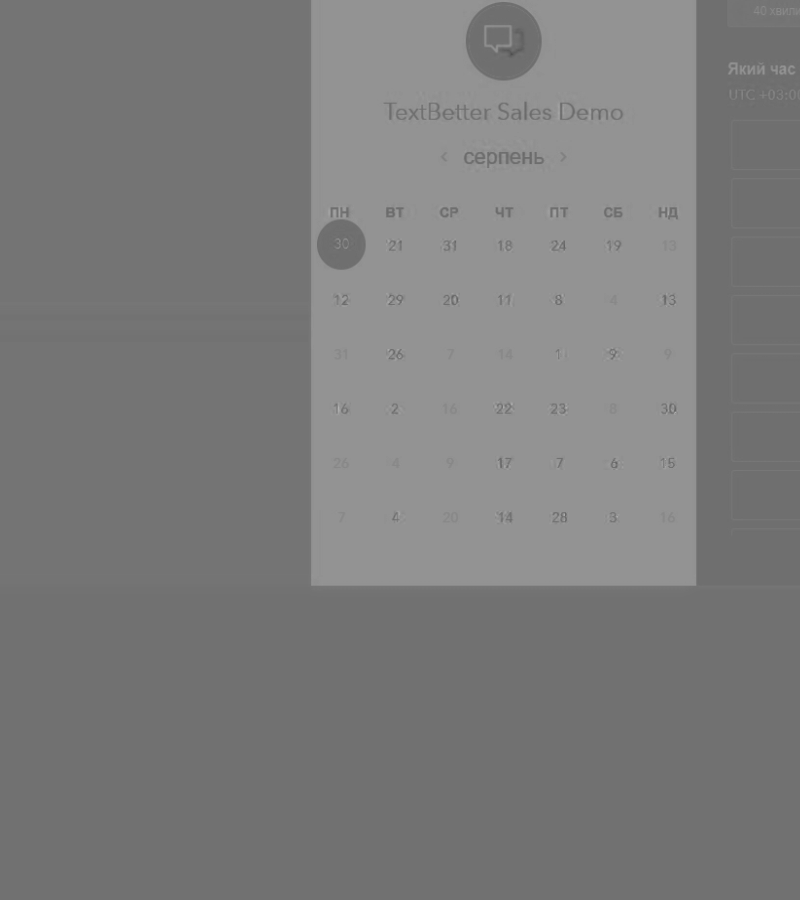 40 хвили
Який час
UTC +03:00
TextBetter Sales Demo
серпень
ПН ВТ СР ЧТ ПТ СБ НД
30 21 31 18 24 19 13
12 29 20 11 8 4 13
31 26 7 14 1 9 9
16 2 16 22 23 8 30
26 4 9 17 7 6 15
7 4 20 14 28 3 16